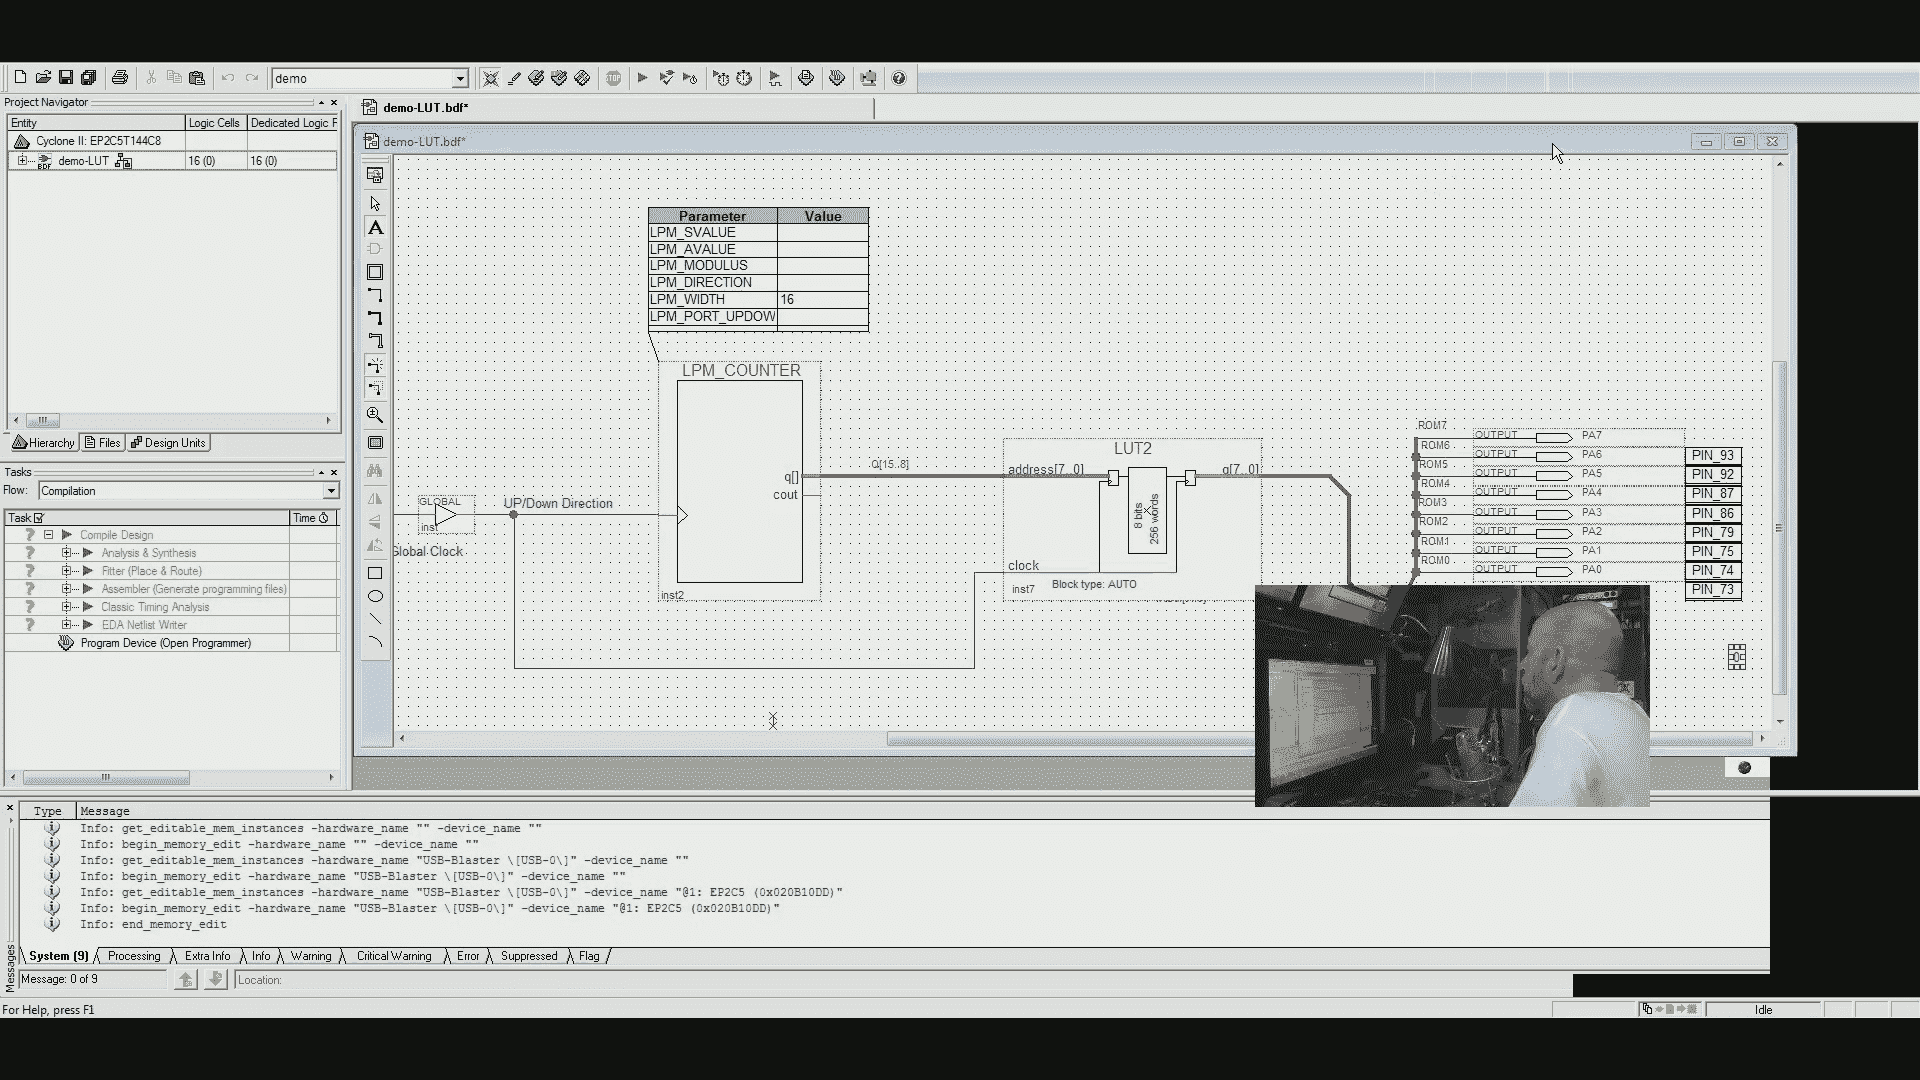 demo
Project Navigator
demo-LUT.bdf*
Entity
Logic Cells
Dedicated Logic F
Cyclone II: EP2C5T144C8
demo-LUT
16 (0)
16 (0)
Hierarchy
Files
Design Units
Tasks
Flow:
Compilation
Task
Time
Compile Design
Analysis & Synthesis
Fitter (Place & Route)
Assembler (Generate programming files)
Classic Timing Analysis
EDA Netlist Writer
Program Device (Open Programmer)
demo-LUT.bdf*
Parameter Value
LPM_SVALUE
LPM_AVALUE
LPM_MODULUS
LPM_DIRECTION
LPM_WIDTH 16
LPM_PORT_UPDOW
LPM_COUNTER
q[]
cout
inst2
GLOBAL
inst
Global Clock
UP/Down Direction
Q[15..8]
LUT2
address[7..0]
q[7..0]
8 bits
256 words
clock
inst7
Block type: AUTO
ROM7
ROM6
ROM5
ROM4
ROM3
ROM2
ROM1
ROM0
OUTPUT PA7
OUTPUT PA6
OUTPUT PA5
OUTPUT PA4
OUTPUT PA3
OUTPUT PA2
OUTPUT PA1
OUTPUT PA0
PIN_93
PIN_92
PIN_87
PIN_86
PIN_79
PIN_75
PIN_74
PIN_73
Type Message
Info: get_editable_mem_instances -hardware_name "" -device_name ""
Info: begin_memory_edit -hardware_name "" -device_name ""
Info: get_editable_mem_instances -hardware_name "USB-Blaster \[USB-0\]" -device_name ""
Info: begin_memory_edit -hardware_name "USB-Blaster \[USB-0\]" -device_name ""
Info: get_editable_mem_instances -hardware_name "USB-Blaster \[USB-0\]" -device_name "@1: EP2C5 (0x020B10DD)"
Info: begin_memory_edit -hardware_name "USB-Blaster \[USB-0\]" -device_name "@1: EP2C5 (0x020B10DD)"
Info: end_memory_edit
System (9) Processing Extra Info Info Warning Critical Warning Error Suppressed Flag
Messages
Message: 0 of 9
Location:
For Help, press F1
Idle